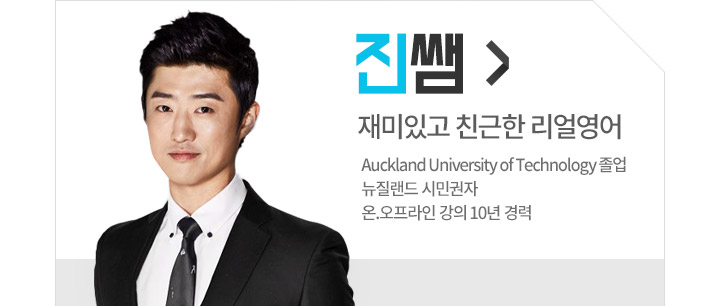 진쌤 >
재미있고 친근한 리얼영어
Auckland University of Technology 졸업
뉴질랜드 시민권자
온.오프라인 강의 10년 경력